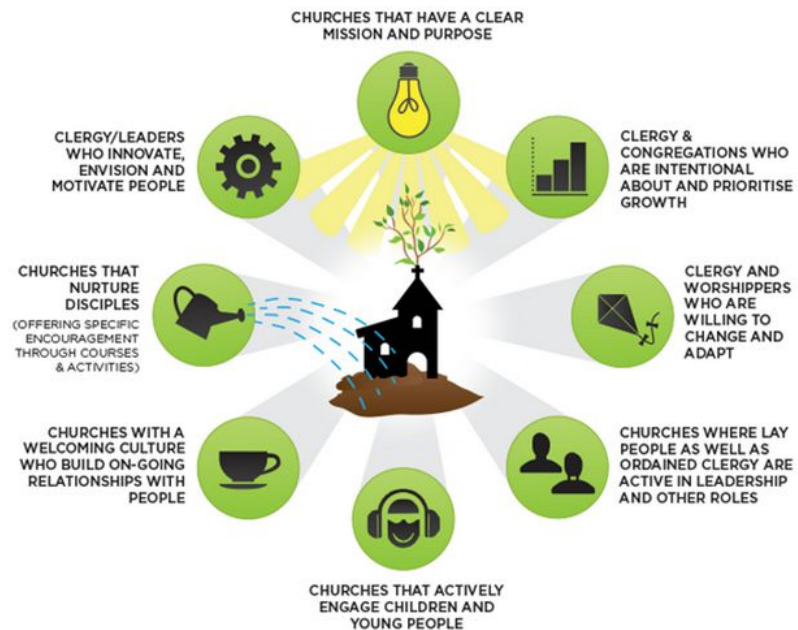 CHURCHES THAT HAVE A CLEAR
MISSION AND PURPOSE
CLERGY/LEADERS
WHO INNOVATE,
ENVISION AND
MOTIVATE PEOPLE
CLERGY &
CONGREGATIONS WHO
ARE INTENTIONAL
ABOUT AND PRIORITISE
GROWTH
CHURCHES THAT
NURTURE
DISCIPLES
(OFFERING SPECIFIC
ENCOURAGEMENT
THROUGH COURSES
& ACTIVITIES)
CLERGY AND
WORSHIPPERS
WHO ARE
WILLING TO
CHANGE AND
ADAPT
CHURCHES WITH A
WELCOMING CULTURE
WHO BUILD ON-GOING
RELATIONSHIPS WITH
PEOPLE
CHURCHES WHERE LAY
PEOPLE AS WELL AS
ORDAINED CLERGY ARE
ACTIVE IN LEADERSHIP
AND OTHER ROLES
CHURCHES THAT ACTIVELY
ENGAGE CHILDREN AND
YOUNG PEOPLE